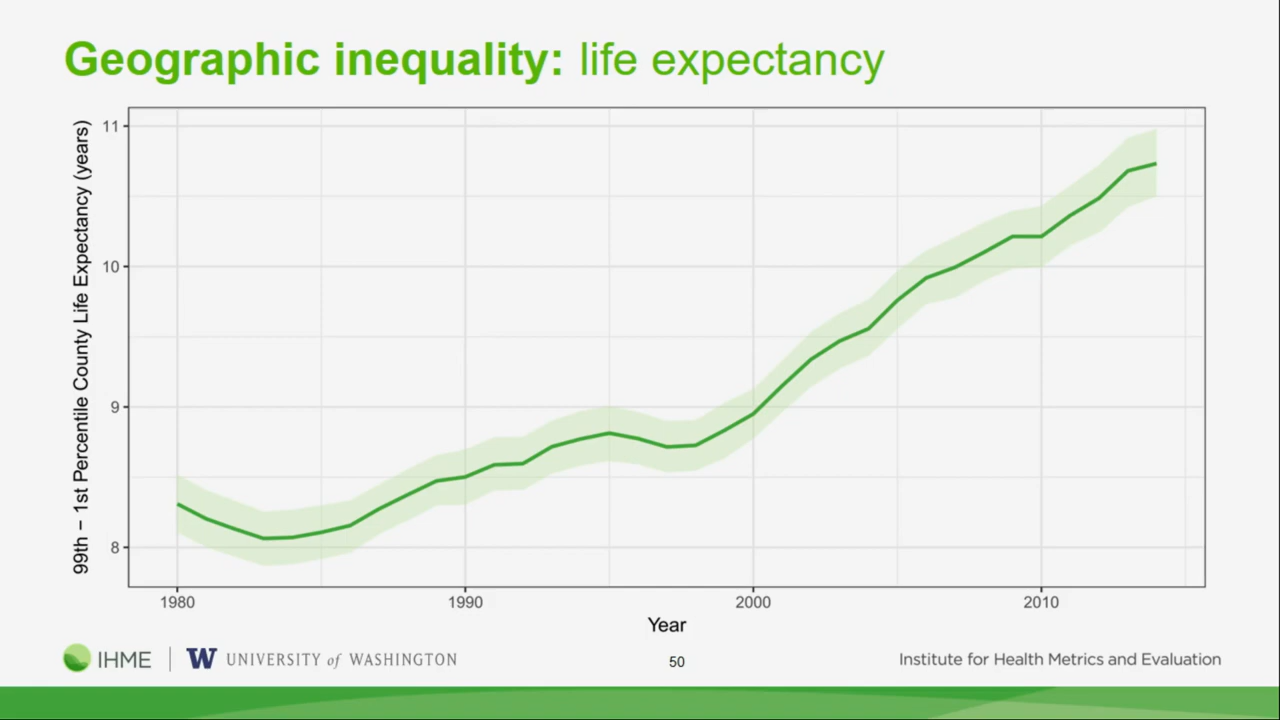 Geographic inequality: life expectancy
99th − 1st Percentile County Life Expectancy (years)
11
10
9
8
1980
1990
2000
2010
Year
IHME
W
UNIVERSITY of WASHINGTON
50
Institute for Health Metrics and Evaluation